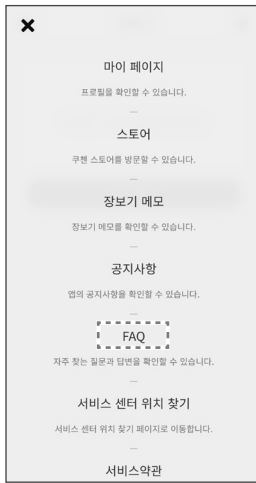 마이 페이지
프로필을 확인할 수 있습니다.
스토어
쿠첸 스토어를 방문할 수 있습니다.
장보기 메모
장보기 메모를 확인할 수 있습니다.
공지사항
앱의 공지사항을 확인할 수 있습니다.
FAQ
자주 찾는 질문과 답변을 확인할 수 있습니다.
서비스 센터 위치 찾기
서비스 센터 위치 찾기 페이지로 이동합니다.
서비스약관